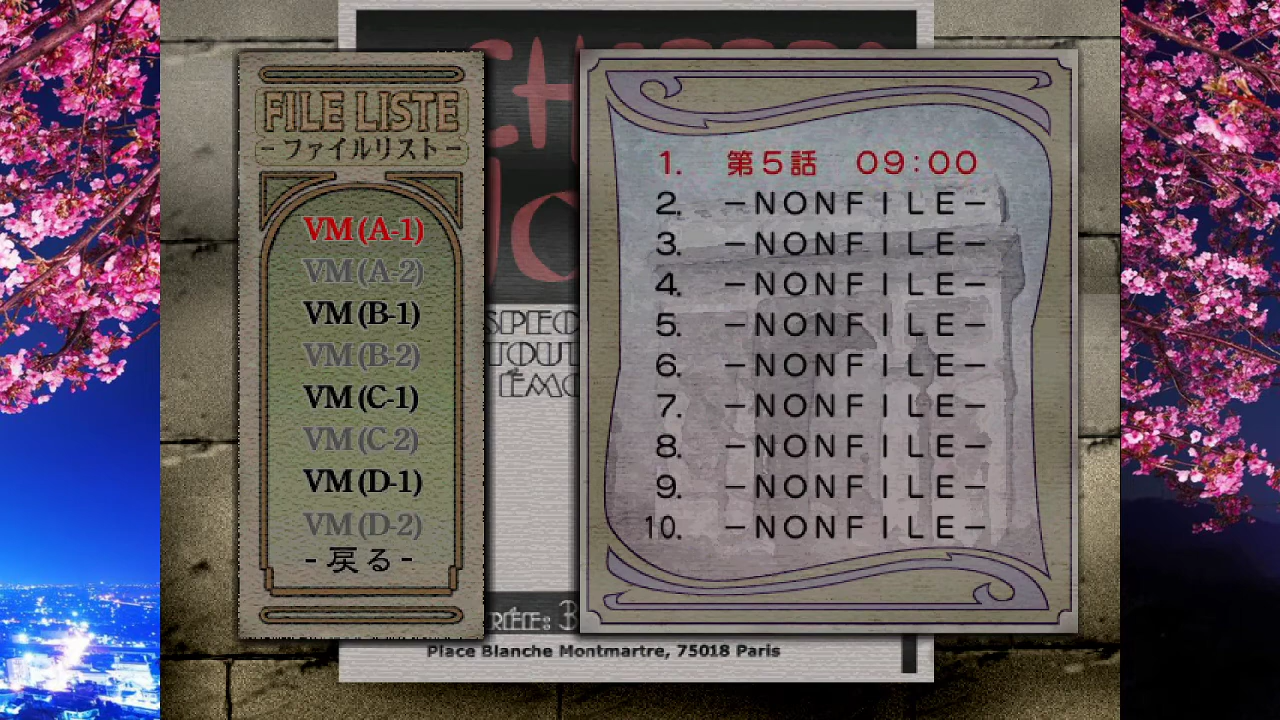 FILE LISTE
-ファイルリスト-
VM(A-1)
VM(A-2)
VM(B-1)
VM(B-2)
VM(C-1)
VM(C-2)
VM(D-1)
VM(D-2)
-戻る-
1. 第5話 09:00
2. -NONFILE-
3. -NONFILE-
4. -NONFILE-
5. -NONFILE-
6. -NONFILE-
7. -NONFILE-
8. -NONFILE-
9. -NONFILE-
10. -NONFILE-
Place Blanche Montmartre, 75018 Paris